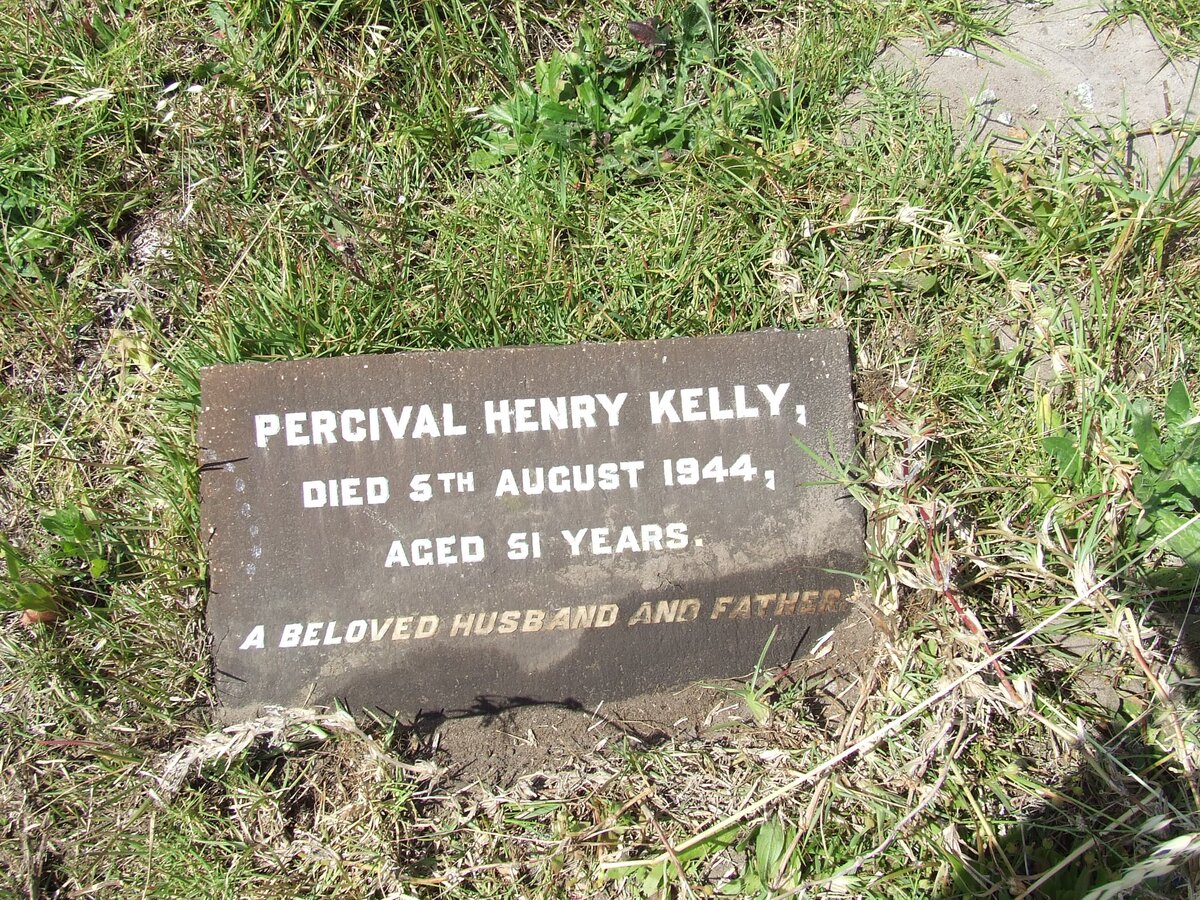 PERCIVAL HENRY KELLY,
DIED 5TH AUGUST 1944,
AGED 51 YEARS.
A BELOVED HUSBAND AND FATHER.